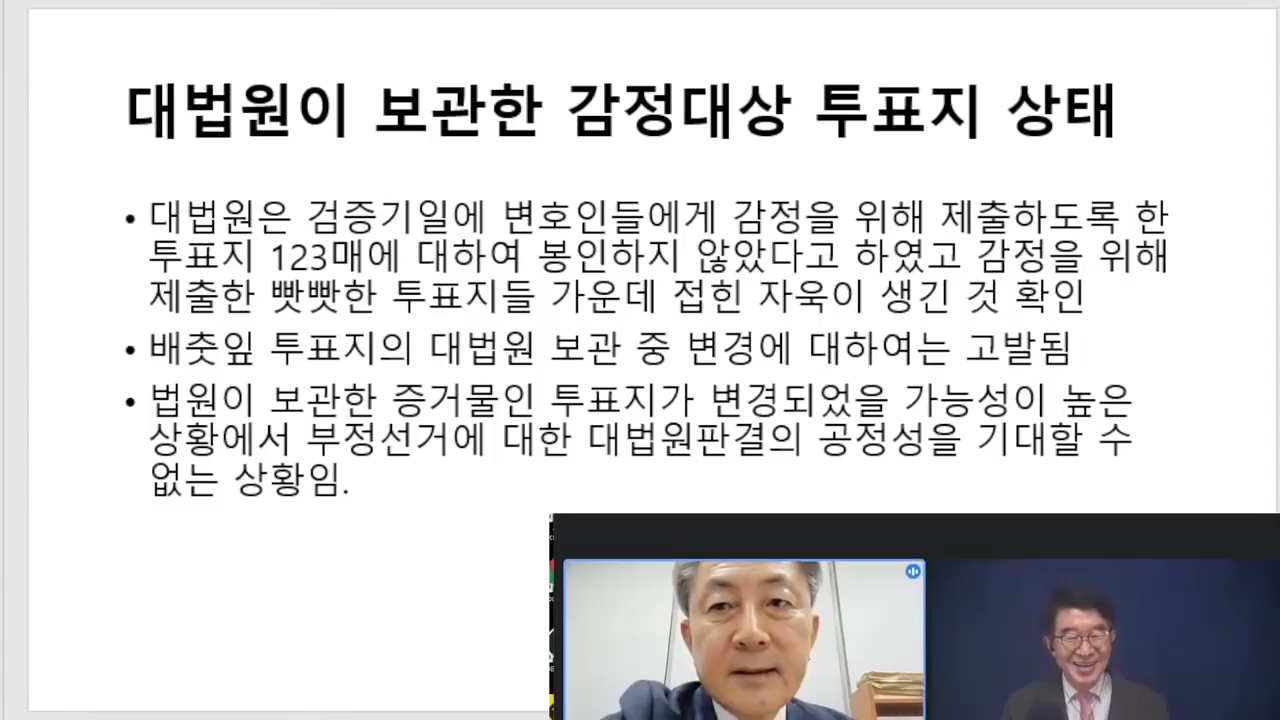 대법원이 보관한 감정대상 투표지 상태
• 대법원은 검증기일에 변호인들에게 감정을 위해 제출하도록 한
투표지 123매에 대하여 봉인하지 않았다고 하였고 감정을 위해
제출한 빳빳한 투표지들 가운데 접힌 자욱이 생긴 것 확인
• 배춧잎 투표지의 대법원 보관 중 변경에 대하여는 고발됨
• 법원이 보관한 증거물인 투표지가 변경되었을 가능성이 높은
상황에서 부정선거에 대한 대법원판결의 공정성을 기대할 수
없는 상황임.